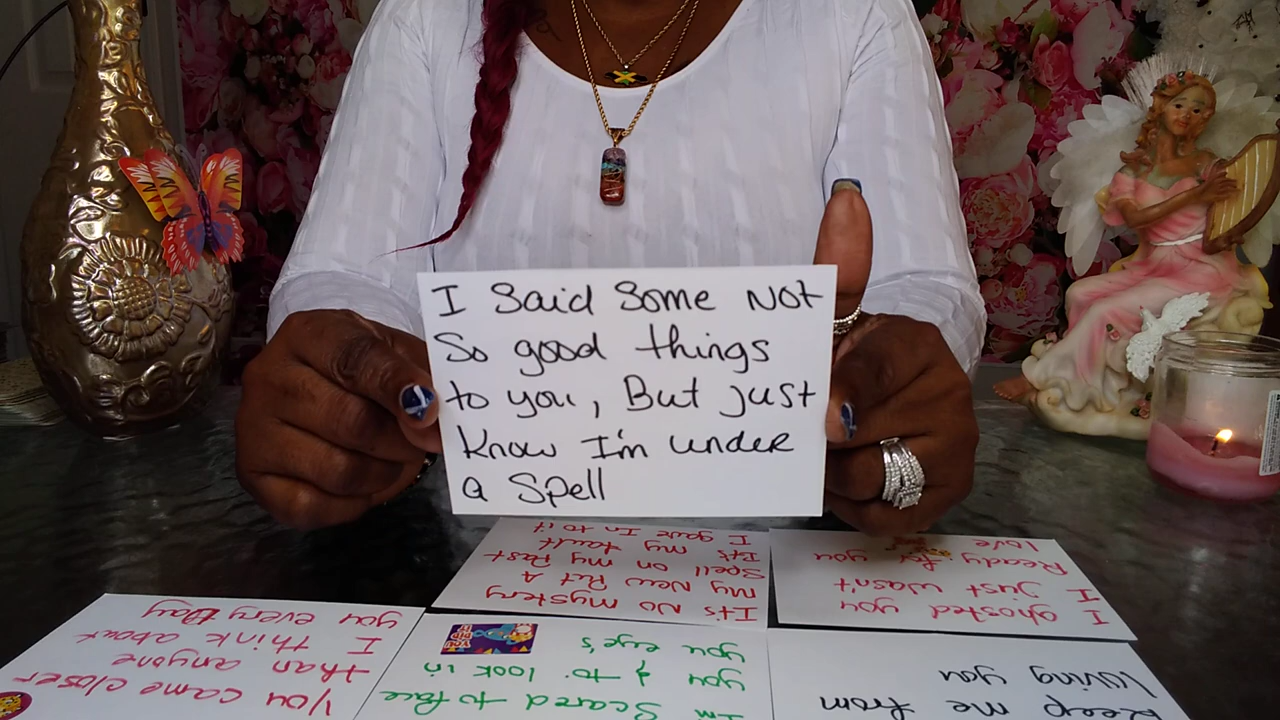 I Said Some Not
So good things
to you, But just
Know I'm under
a Spell
It's No mystery
my New Put A
Spell on my Past
It's my fault
I gave In to it
I ghosted you
I Just wasn't
Ready for you
love
You came closer
than anyone
I think about
you every day
I'm Scared to face
you & to look in
you eye's
Keep me from
loving you